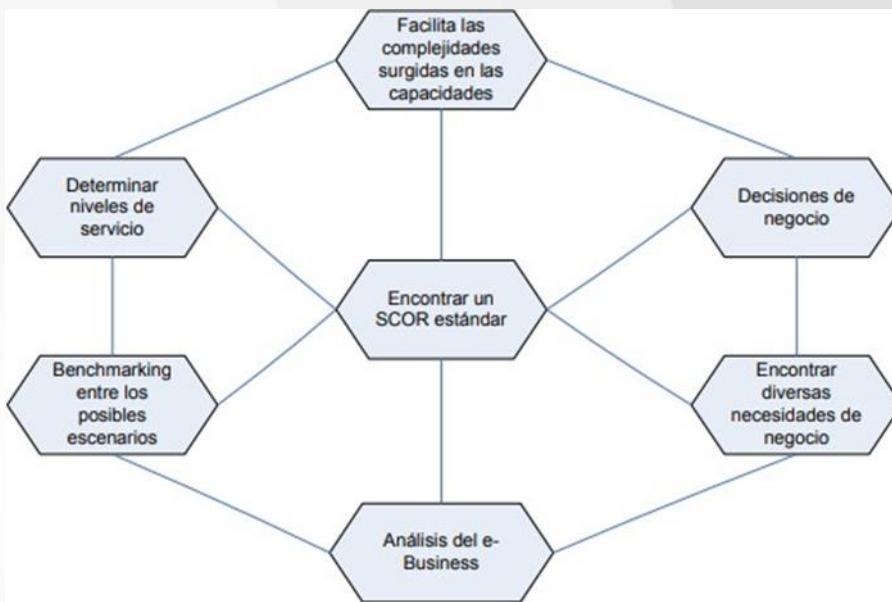 Facilita las
complejidades
surgidas en las
capacidades
Determinar
niveles de
servicio
Decisiones de
negocio
Encontrar un
SCOR estándar
Benchmarking
entre los
posibles
escenarios
Encontrar
diversas
necesidades de
negocio
Análisis del e-
Business